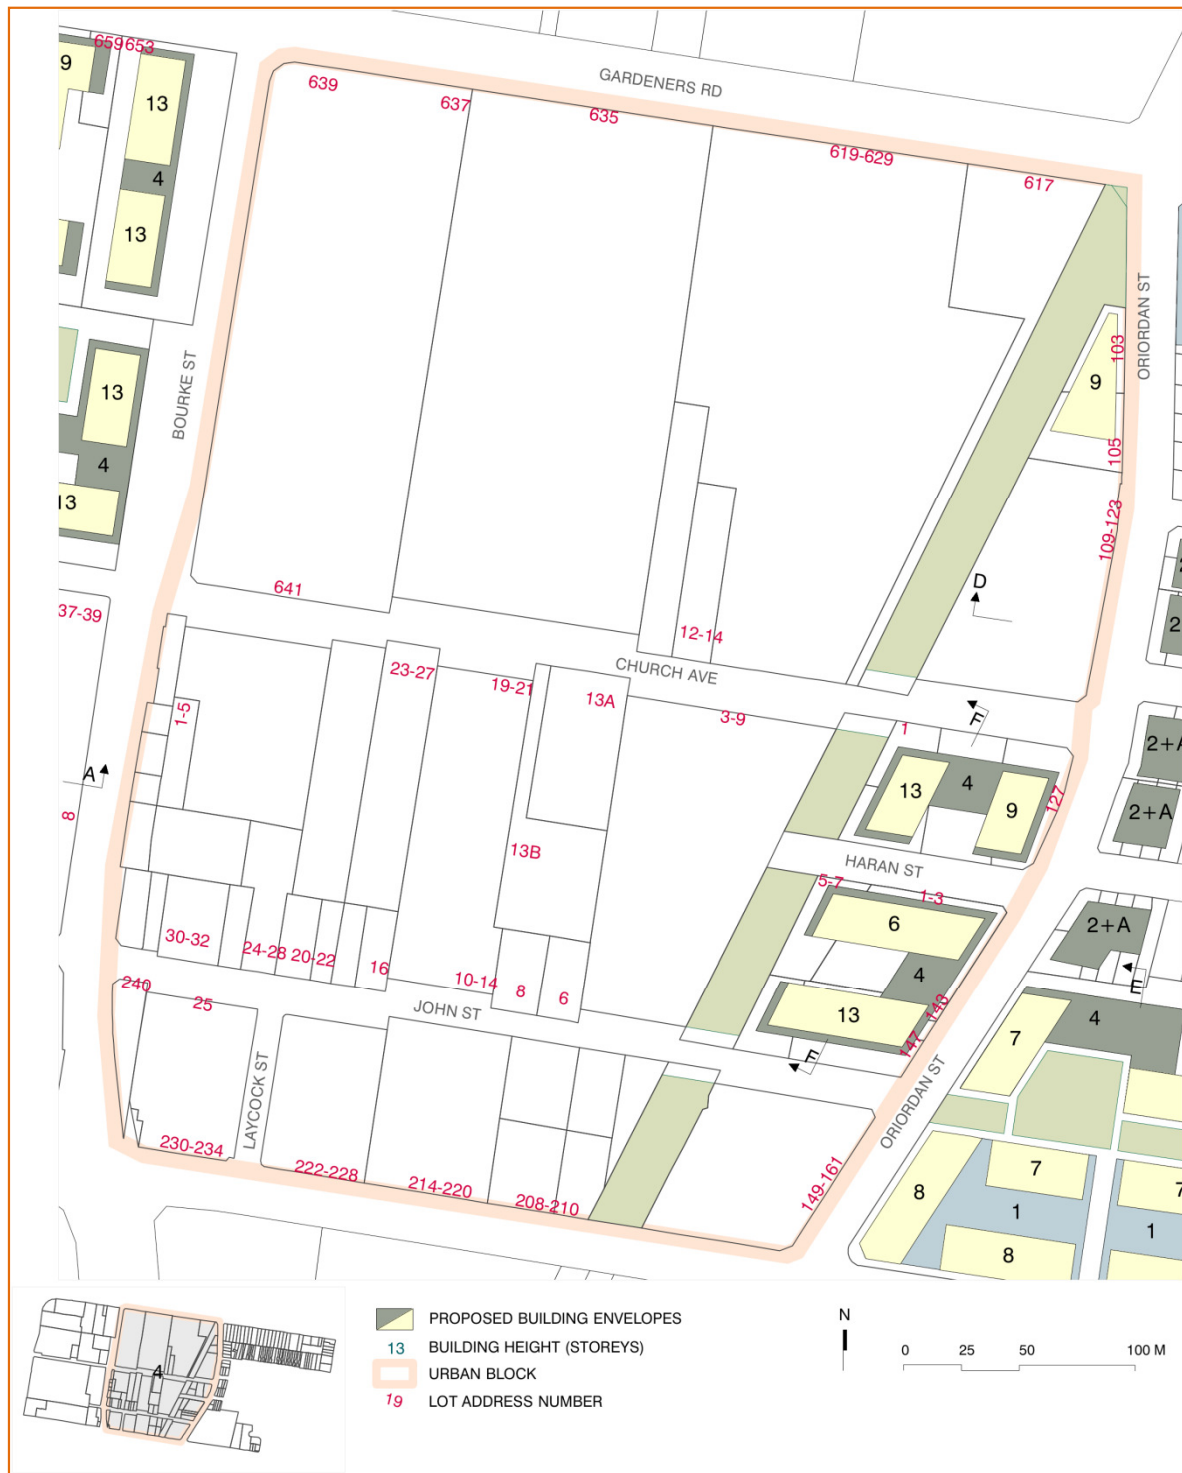 659 653
GARDENERS RD
9
13
639
637
635
619-629
617
4
13
ORIORDAN ST
103
13
9
BOURKE ST
105
4
13
109-123
D
641
37-39
12-14
CHURCH AVE
23-27
19-21
13A
3-9
1-5
F
1
2+A
A
4
13
9
127
8
2+A
13B
HARAN ST
5-7
1-3
6
2+A
30-32
24-28
20-22
16
10-14
8
6
4
E
240
25
JOHN ST
13
143
147
4
7
F
LAYCOCK ST
ORIORDAN ST
230-234
222-228
214-220
208-210
149-161
8
7
7
1
1
8
4
PROPOSED BUILDING ENVELOPES
13 BUILDING HEIGHT (STOREYS)
URBAN BLOCK
19 LOT ADDRESS NUMBER
N
0 25 50 100 M